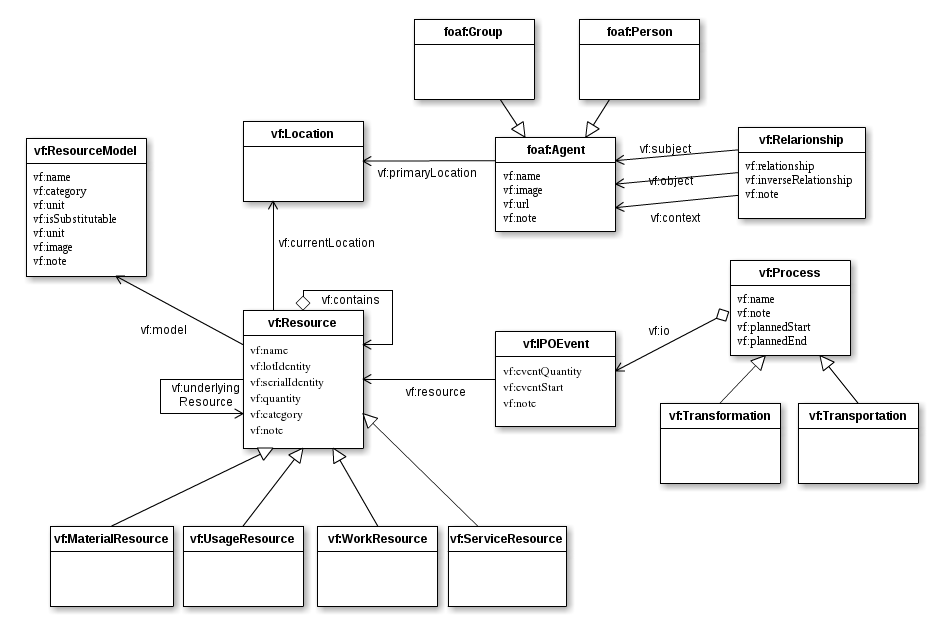 foaf:Group
foaf:Person
vf:ResourceModel
vf:name
vf:category
vf:unit
vf:isSubstitutable
vf:unit
vf:image
vf:note
vf:Location
vf:primaryLocation
foaf:Agent
vf:name
vf:image
vf:url
vf:note
vf:subject
vf:object
vf:context
vf:Relarionship
vf:relationship
vf:inverseRelationship
vf:note
vf:currentLocation
vf:contains
vf:model
vf:Resource
vf:name
vf:lotIdentity
vf:serialIdentity
vf:quantity
vf:category
vf:note
vf:underlying
Resource
vf:resource
vf:IPOEvent
vf:eventQuantity
vf:eventStart
vf:note
vf:io
vf:Process
vf:name
vf:note
vf:plannedStart
vf:plannedEnd
vf:Transformation
vf:Transportation
vf:MaterialResource
vf:UsageResource
vf:WorkResource
vf:ServiceResource